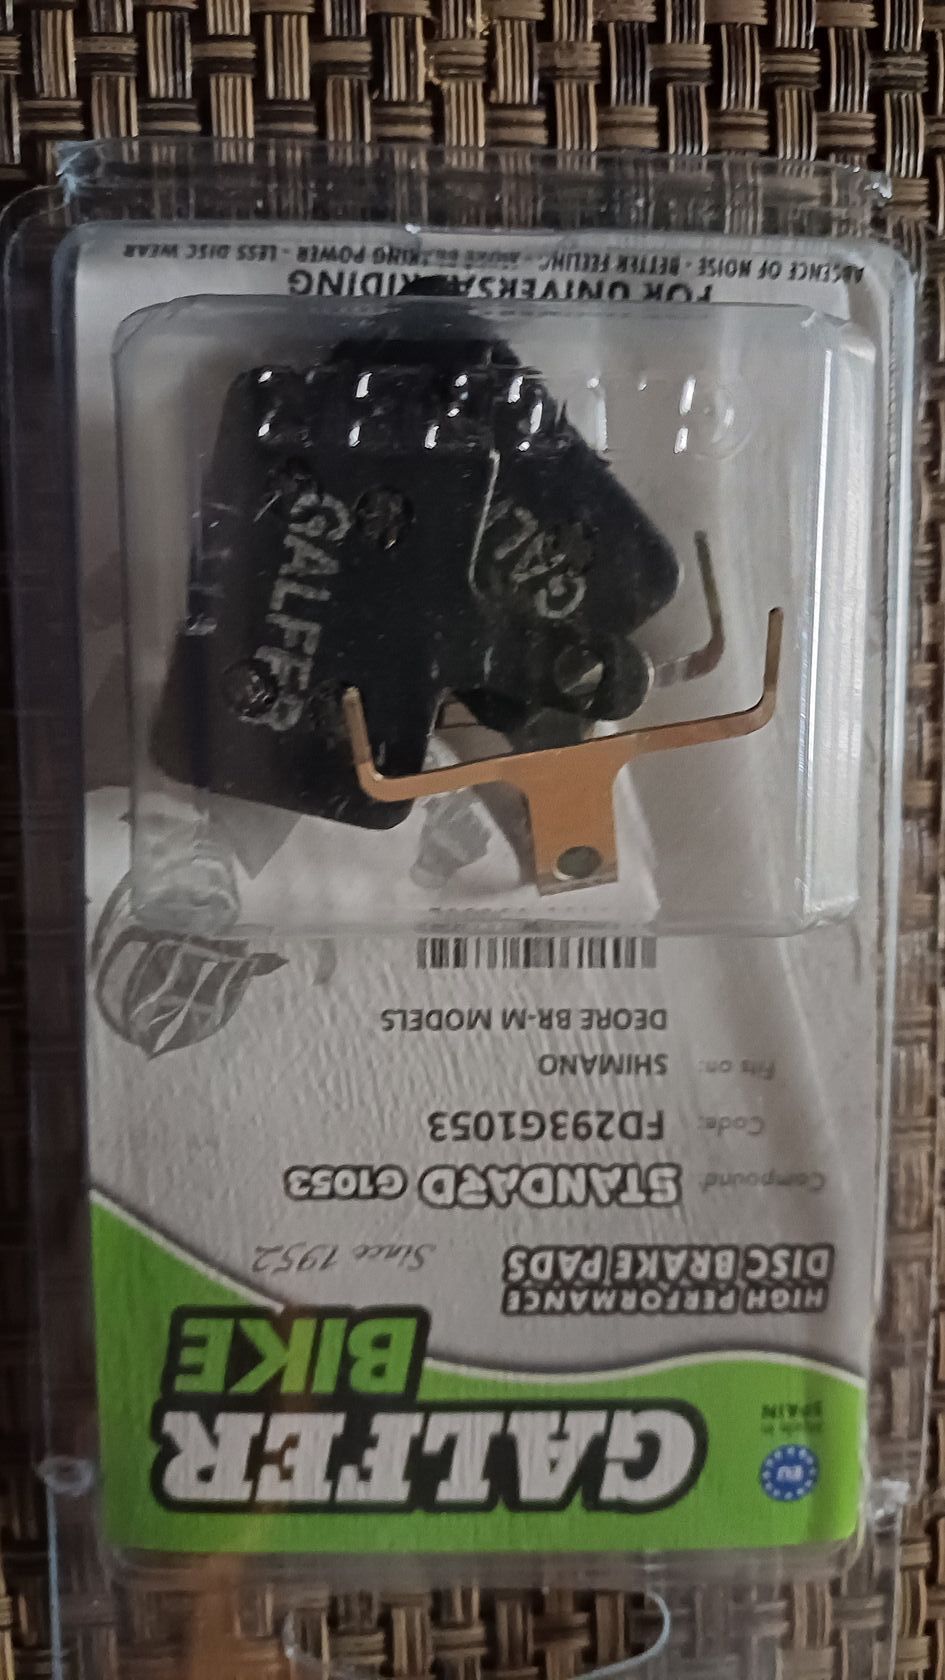 GALFER
BIKE
EU
Made in
SPAIN
HIGH PERFORMANCE
DISC BRAKE PADS
Since 1952
Compound: STANDARD G1053
Code: FD293G1053
Fits on: SHIMANO
DEORE BR-M MODELS
GALFER
GAL
GALFER
FOR UNIVERSAL RIDING
ABSENCE OF NOISE - BETTER FEELING - MORE BRAKING POWER - LESS DISC WEAR